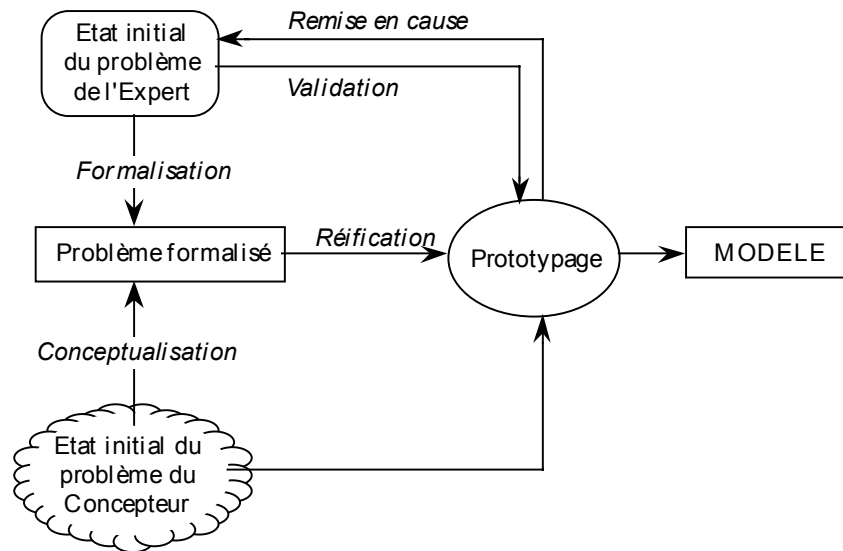 Etat initial
du problème
de l'Expert
Remise en cause
Validation
Formalisation
Problème formalisé
Réification
Prototypage
MODELE
Conceptualisation
Etat initial du
problème du
Concepteur